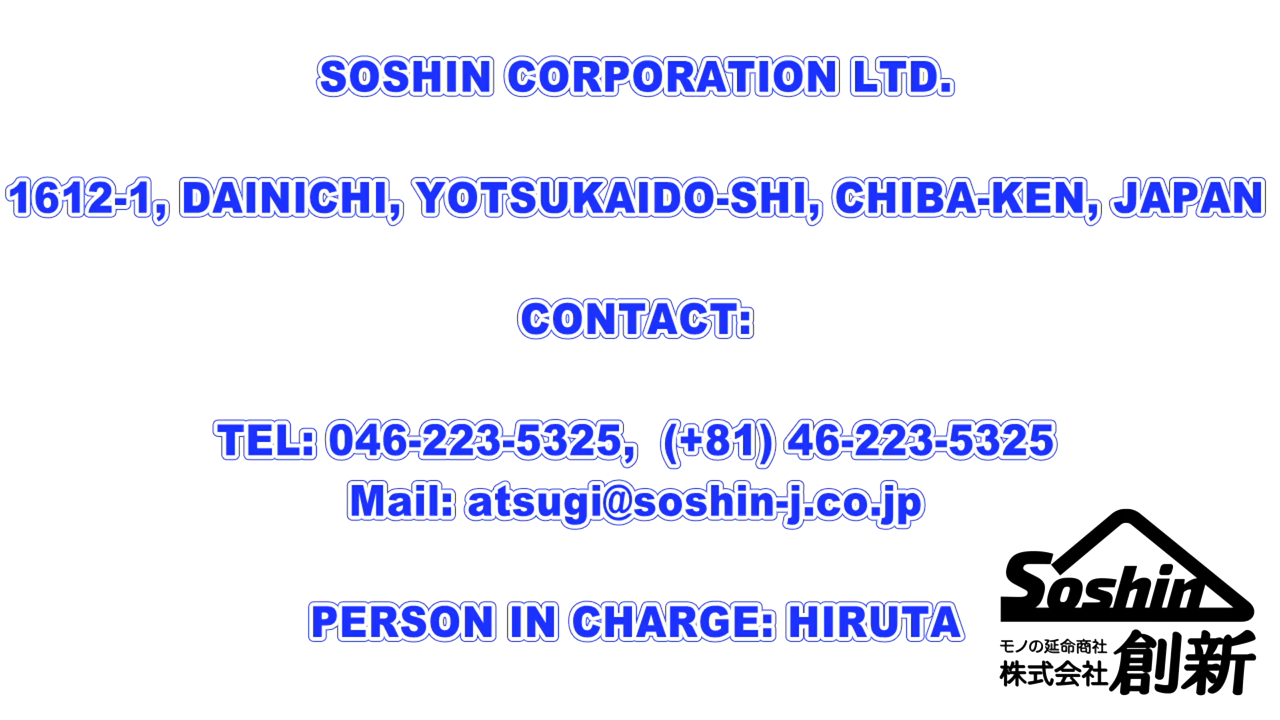 SOSHIN CORPORATION LTD.
1612-1, DAINICHI, YOTSUKAIDO-SHI, CHIBA-KEN, JAPAN
CONTACT:
TEL: 046-223-5325,  (+81) 46-223-5325
Mail: atsugi@soshin-j.co.jp
PERSON IN CHARGE: HIRUTA
Soshin
モノの延命商社
株式会社創新